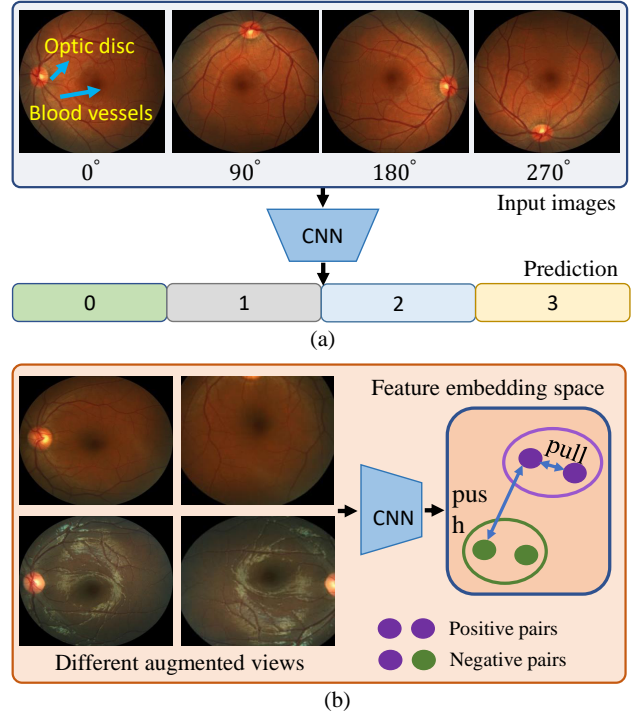 Optic disc
Blood vessels
0° 90° 180° 270°
Input images
CNN
Prediction
0 1 2 3
(a)
Feature embedding space
pull
pus
h
CNN
Positive pairs
Negative pairs
Different augmented views
(b)